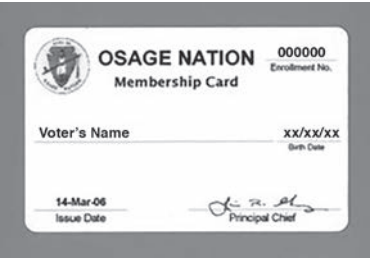 OSAGE NATION
Membership Card
000000
Enrollment No.
Voter's Name
xx/xx/xx
Birth Date
14-Mar-06
Issue Date
Principal Chief